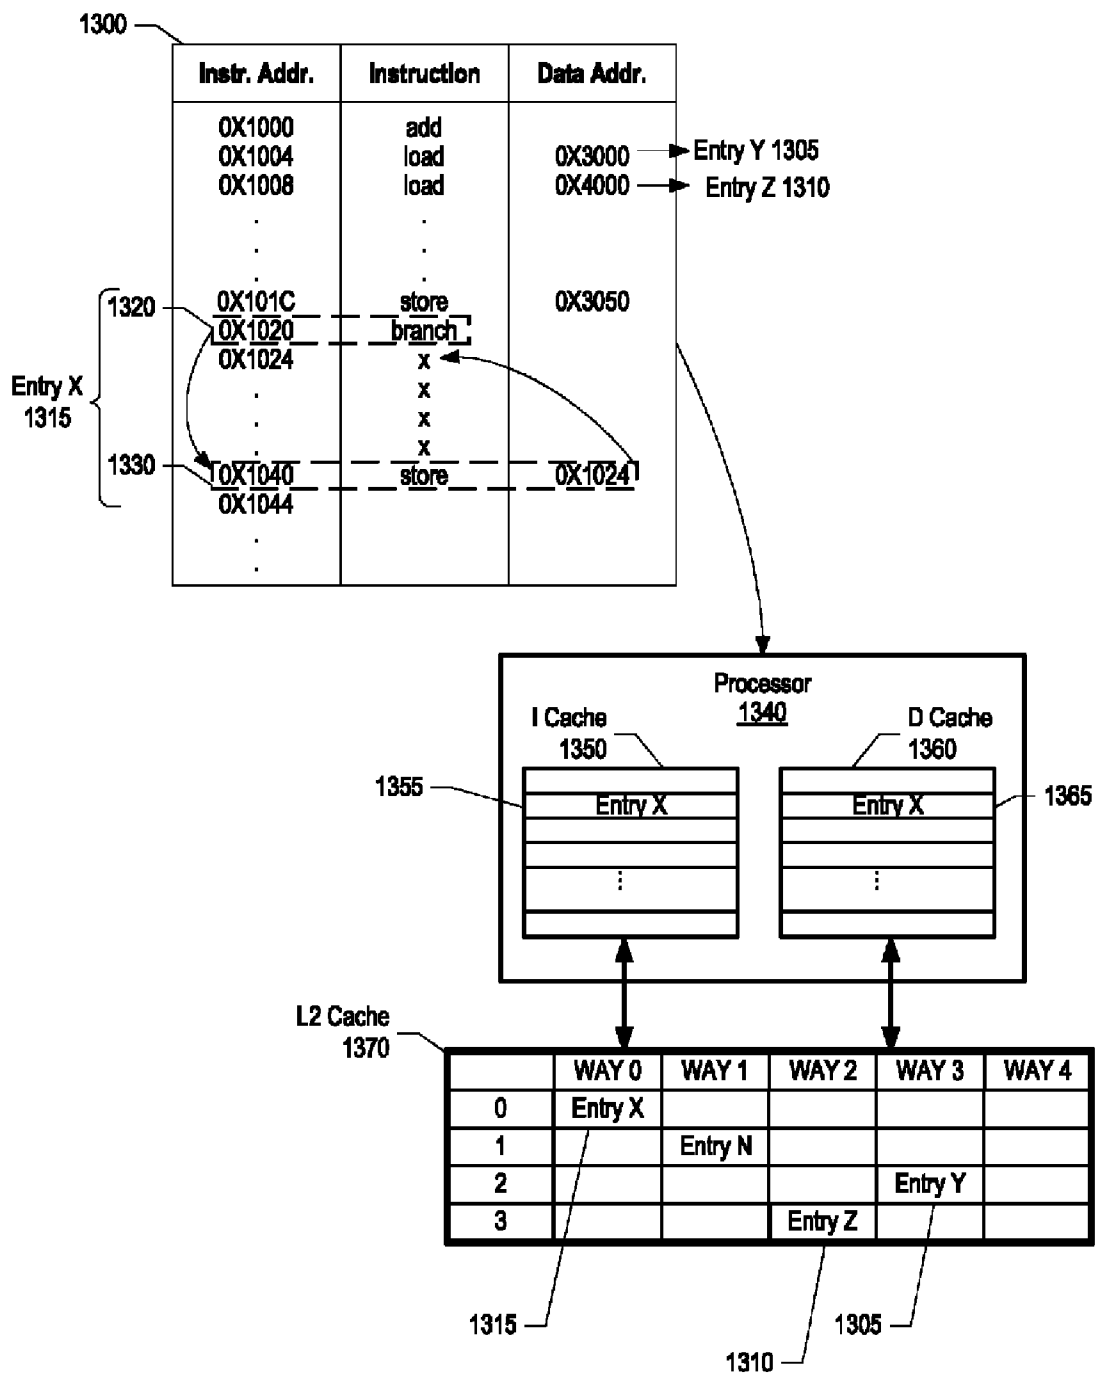 1300
Instr. Addr. Instruction Data Addr.
0X1000 add
0X1004 load 0X3000 Entry Y 1305
0X1008 load 0X4000 Entry Z 1310
. .
. .
. .
1320 0X101C store 0X3050
0X1020 branch
0X1024 x
Entry X . x
1315 . x
. x
1330 0X1040 store 0X1024
0X1044
.
.
Processor
1340
I Cache D Cache
1350 1360
1355 Entry X Entry X 1365
L2 Cache
1370
WAY 0 WAY 1 WAY 2 WAY 3 WAY 4
0 Entry X
1 Entry N
2 Entry Y
3 Entry Z
1315 1305
1310